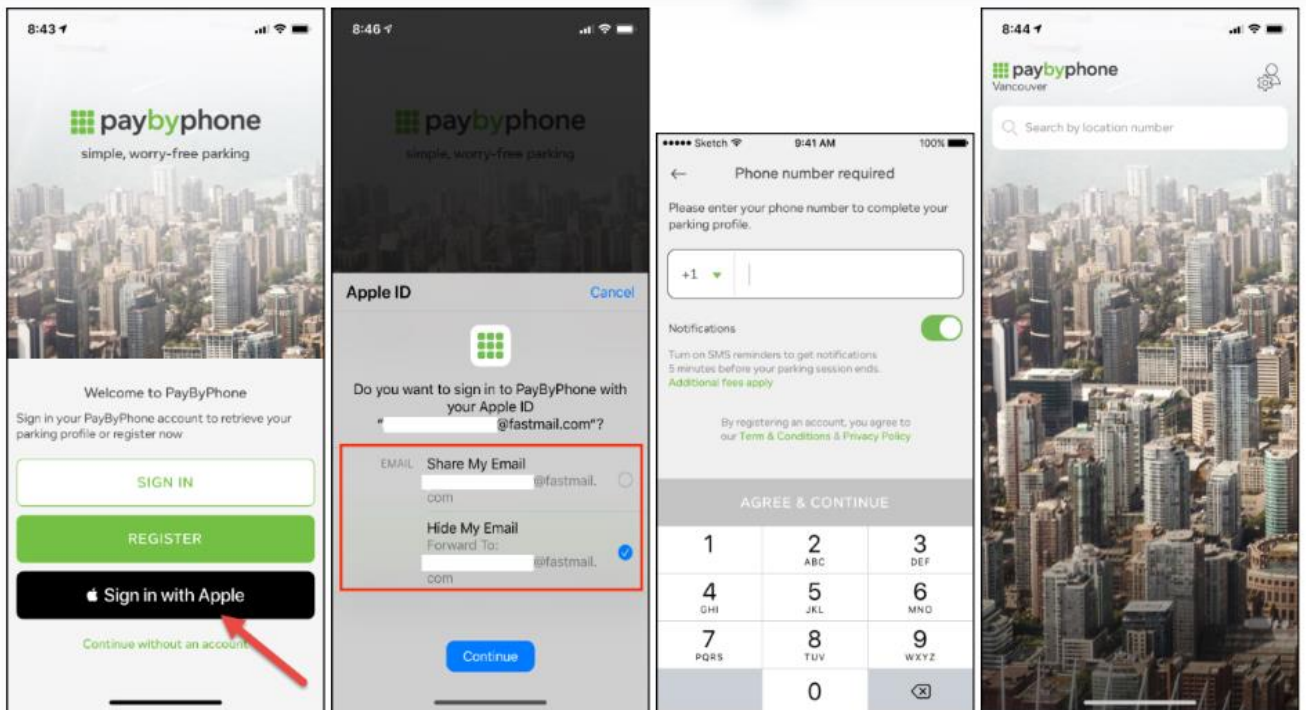 8:43
paybyphone
simple, worry-free parking
Welcome to PayByPhone
Sign in your PayByPhone account to retrieve your
parking profile or register now
SIGN IN
REGISTER
Sign in with Apple
Continue without an account
8:46
paybyphone
simple, worry-free parking
Apple ID
Cancel
Do you want to sign in to PayByPhone with
your Apple ID
“ @fastmail.com”?
EMAIL Share My Email
@fastmail.
com
Hide My Email
Forward To:
@fastmail.
com
Continue
Sketch 9:41 AM 100%
← Phone number required
Please enter your phone number to complete your
parking profile.
+1
Notifications
Turn on SMS reminders to get notifications
5 minutes before your parking session ends.
Additional fees apply
By registering an account, you agree to
our Term & Conditions & Privacy Policy
AGREE & CONTINUE
1 2 3
ABC DEF
4 5 6
GHI JKL MNO
7 8 9
PQRS TUV WXYZ
0
8:44
paybyphone
Vancouver
Search by location number